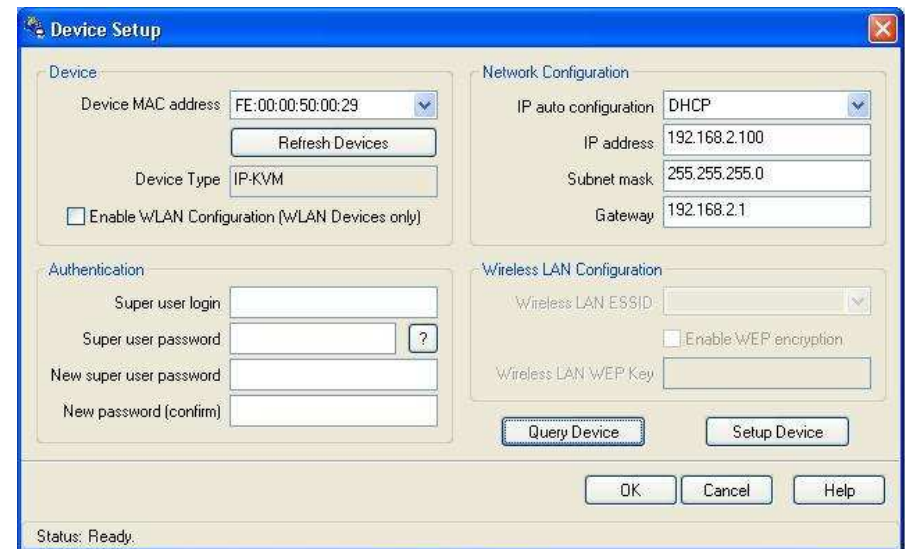 Device Setup
Device
Device MAC address FE:00:00:50:00:29
Refresh Devices
Device Type IP-KVM
Enable WLAN Configuration (WLAN Devices only)
Network Configuration
IP auto configuration DHCP
IP address 192.168.2.100
Subnet mask 255.255.255.0
Gateway 192.168.2.1
Authentication
Super user login
Super user password ?
New super user password
New password (confirm)
Wireless LAN Configuration
Wireless LAN ESSID
Enable WEP encryption
Wireless LAN WEP Key
Query Device Setup Device
OK Cancel Help
Status: Ready.